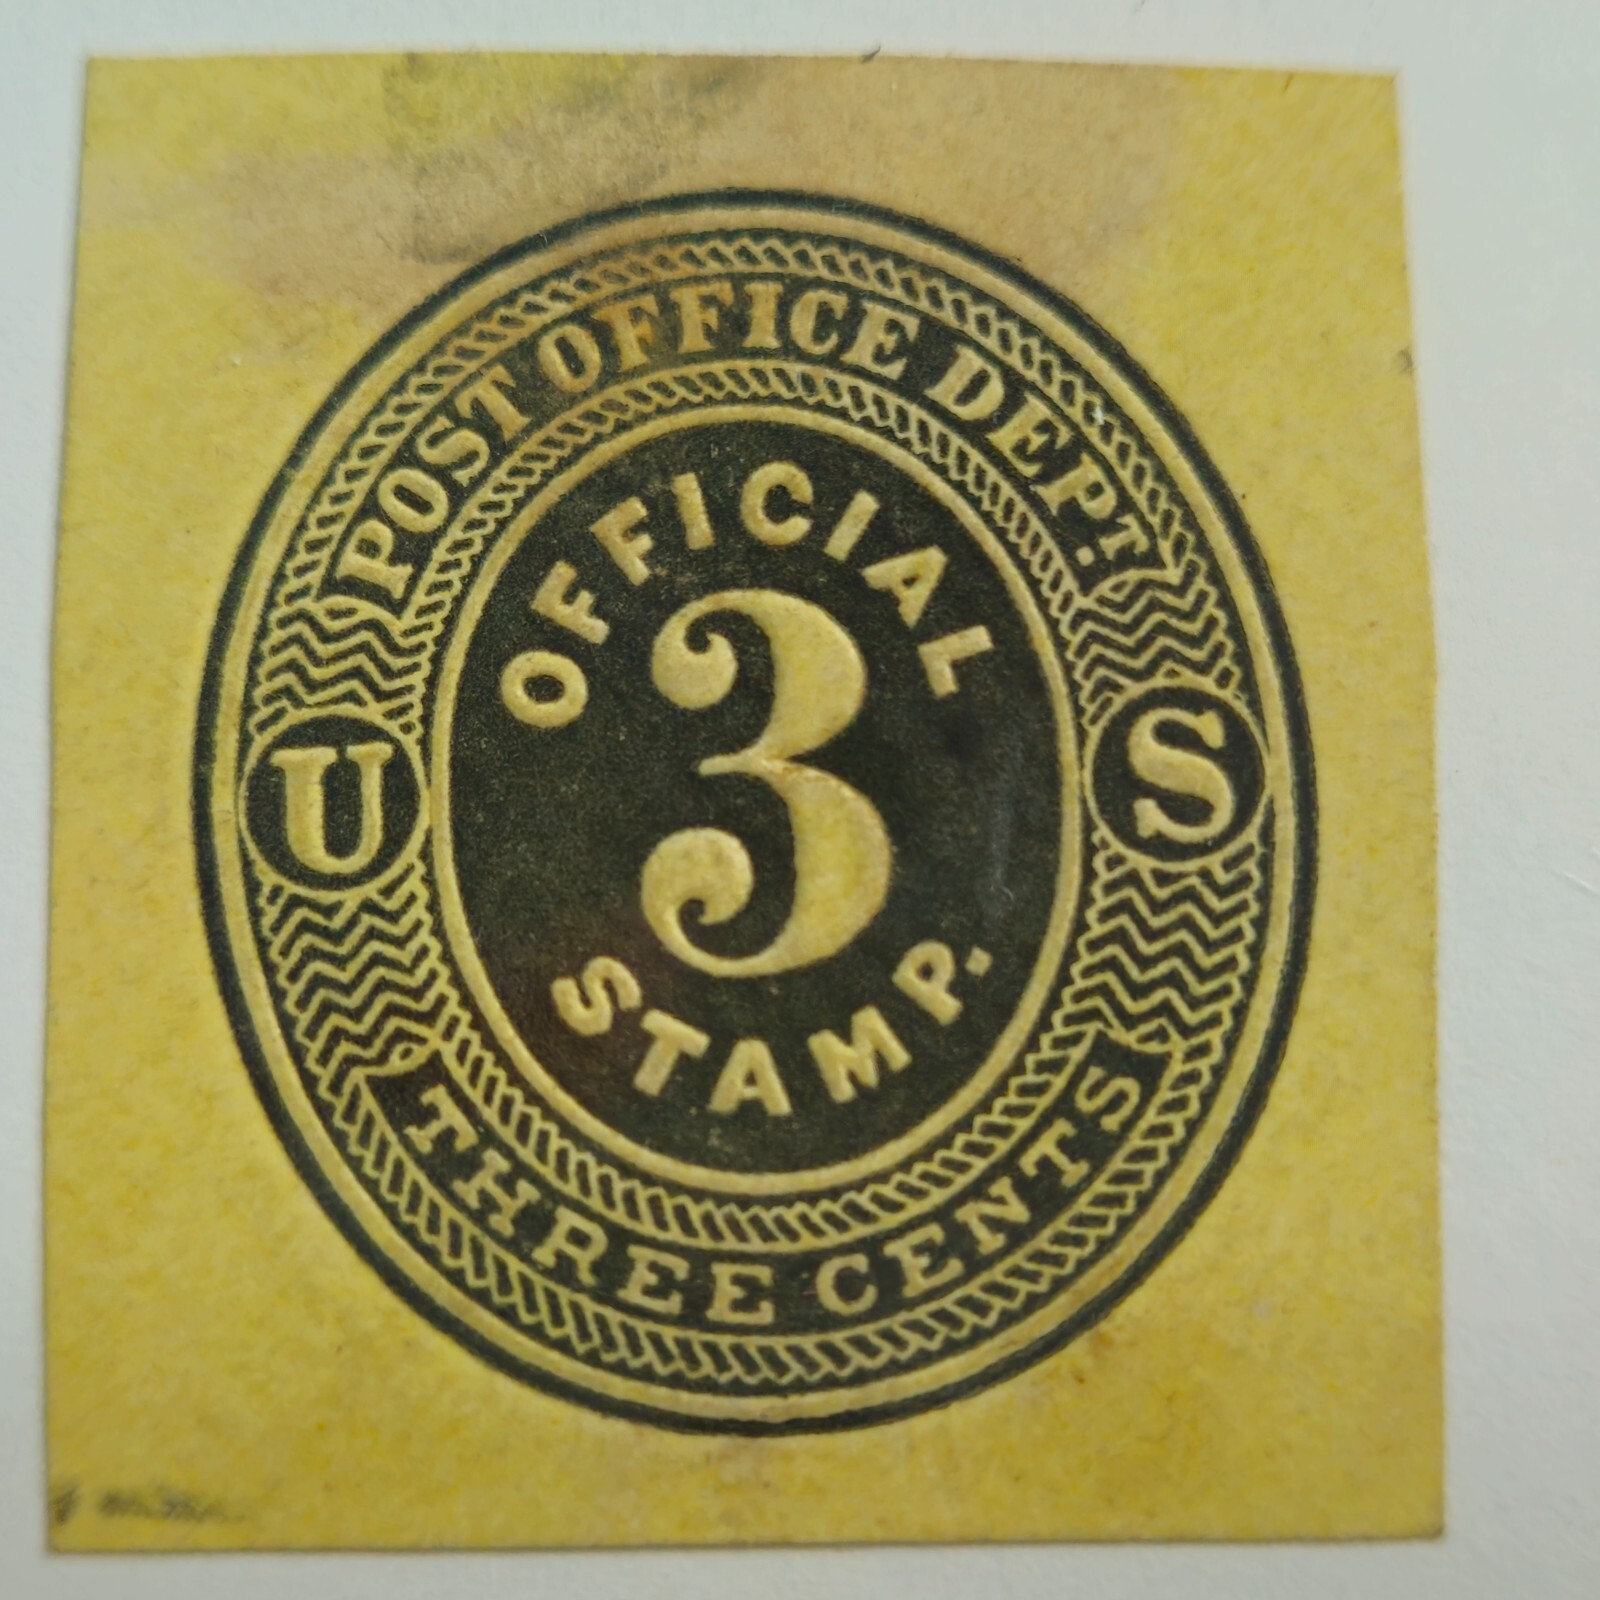 POST OFFICE DEPT.
OFFICIAL
3
U S
STAMP.
THREE CENTS